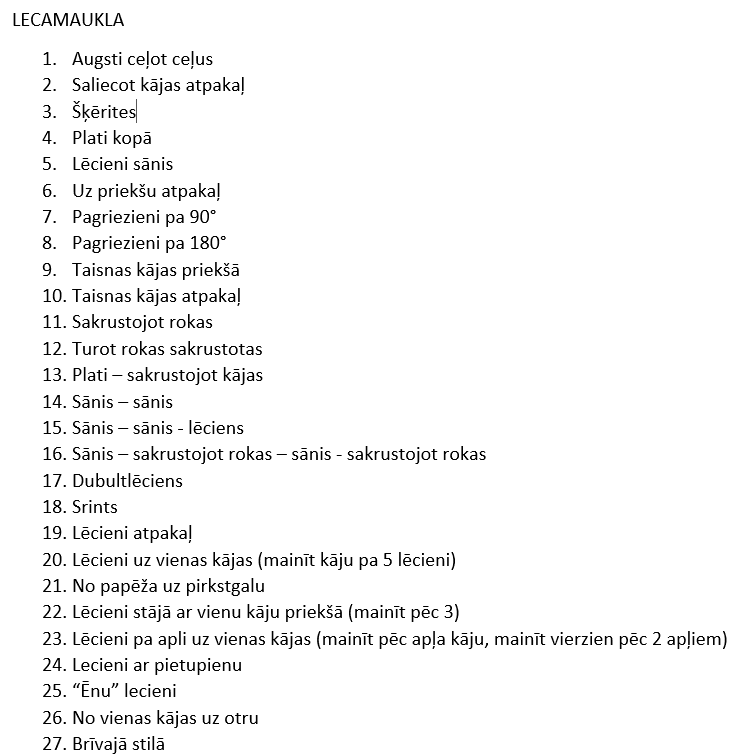 LECAMAUKLA
1. Augsti ceļot ceļus
2. Saliecot kājas atpakaļ
3. Šķērites
4. Plati kopā
5. Lēcieni sānis
6. Uz priekšu atpakaļ
7. Pagriezieni pa 90°
8. Pagriezieni pa 180°
9. Taisnas kājas priekšā
10. Taisnas kājas atpakaļ
11. Sakrustojot rokas
12. Turot rokas sakrustotas
13. Plati – sakrustojot kājas
14. Sānis – sānis
15. Sānis – sānis - lēciens
16. Sānis – sakrustojot rokas – sānis - sakrustojot rokas
17. Dubultlēciens
18. Srints
19. Lēcieni atpakaļ
20. Lēcieni uz vienas kājas (mainīt kāju pa 5 lēcieni)
21. No papēža uz pirkstgalu
22. Lēcieni stājā ar vienu kāju priekšā (mainīt pēc 3)
23. Lēcieni pa apli uz vienas kājas (mainīt pēc apļa kāju, mainīt vierzien pēc 2 apļiem)
24. Lecieni ar pietupienu
25. “Ēnu” lecieni
26. No vienas kājas uz otru
27. Brīvajā stilā